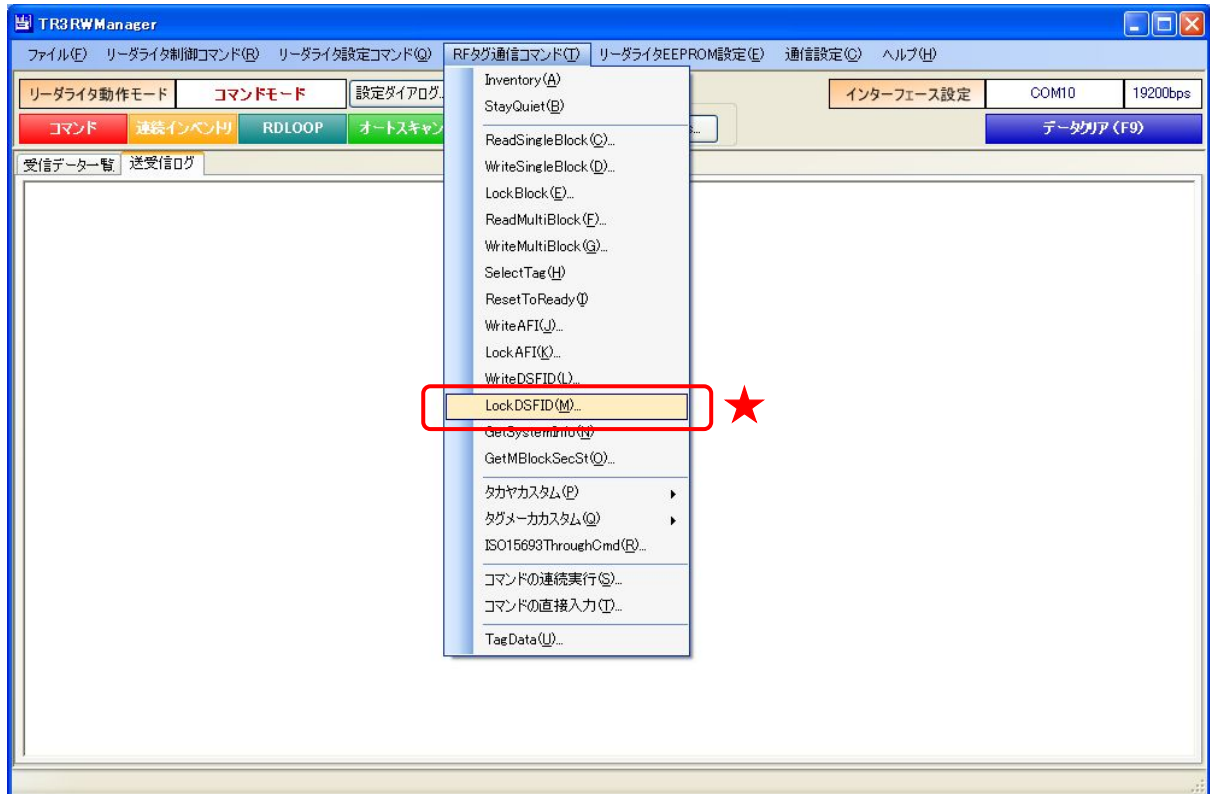 TR3RWManager
ファイル(F) リーダライタ制御コマンド(R) リーダライタ設定コマンド(Q) RFタグ通信コマンド(T) リーダライタEEPROM設定(E) 通信設定(C) ヘルプ(H)
リーダライタ動作モード コマンドモード 設定ダイアログ... インターフェース設定 COM10 19200bps
コマンド 連続インベントリ RDLOOP オートスキャン データクリア(F9)
受信データ一覧 送受信ログ
Inventory(A)
StayQuiet(B)
ReadSingleBlock(C)...
WriteSingleBlock(D)...
LockBlock(E)...
ReadMultiBlock(F)...
WriteMultiBlock(G)...
SelectTag(H)
ResetToReady(I)
WriteAFI(J)...
LockAFI(K)...
WriteDSFID(L)...
LockDSFID(M)...
GetSystemInfo(N)
GetMBlockSecSt(O)...
タカヤカスタム(P)
タグメーカカスタム(Q)
ISO15693ThroughCmd(R)...
コマンドの連続実行(S)...
コマンドの直接入力(T)...
TagData(U)...